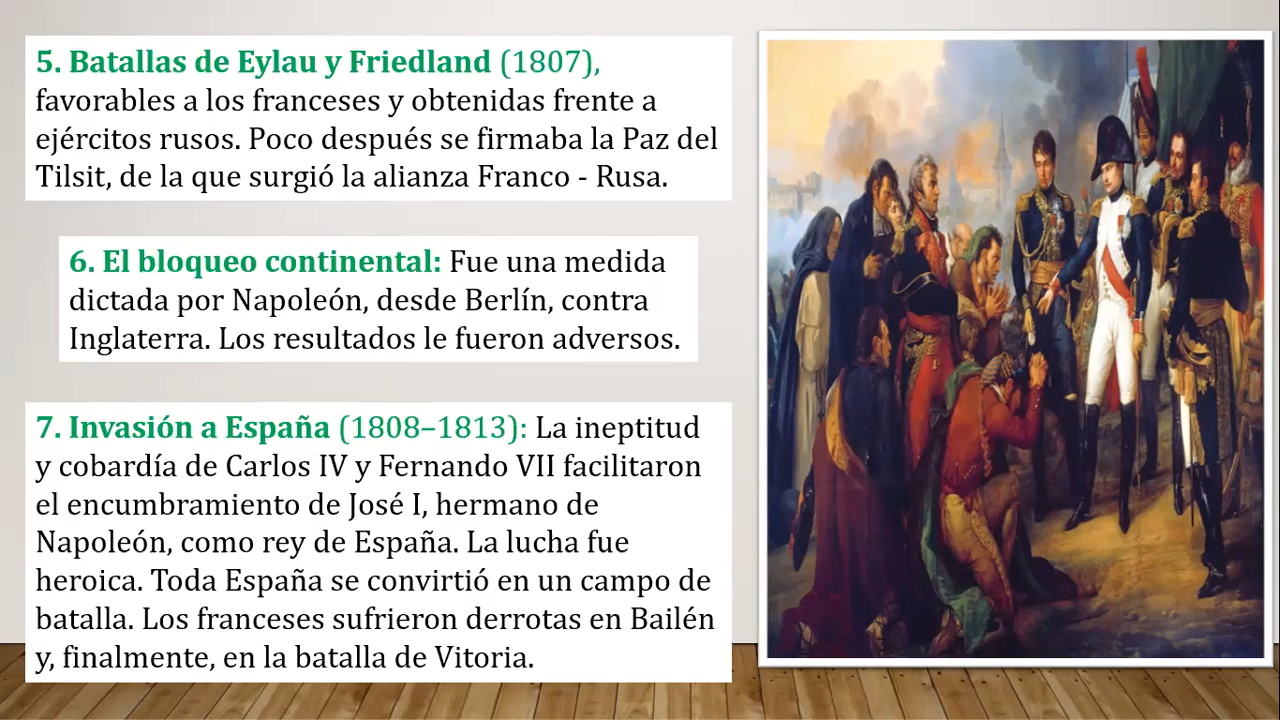 5. Batallas de Eylau y Friedland (1807),
favorables a los franceses y obtenidas frente a
ejércitos rusos. Poco después se firmaba la Paz del
Tilsit, de la que surgió la alianza Franco - Rusa.
6. El bloqueo continental: Fue una medida
dictada por Napoleón, desde Berlín, contra
Inglaterra. Los resultados le fueron adversos.
7. Invasión a España (1808–1813): La ineptitud
y cobardía de Carlos IV y Fernando VII facilitaron
el encumbramiento de José I, hermano de
Napoleón, como rey de España. La lucha fue
heroica. Toda España se convirtió en un campo de
batalla. Los franceses sufrieron derrotas en Bailén
y, finalmente, en la batalla de Vitoria.